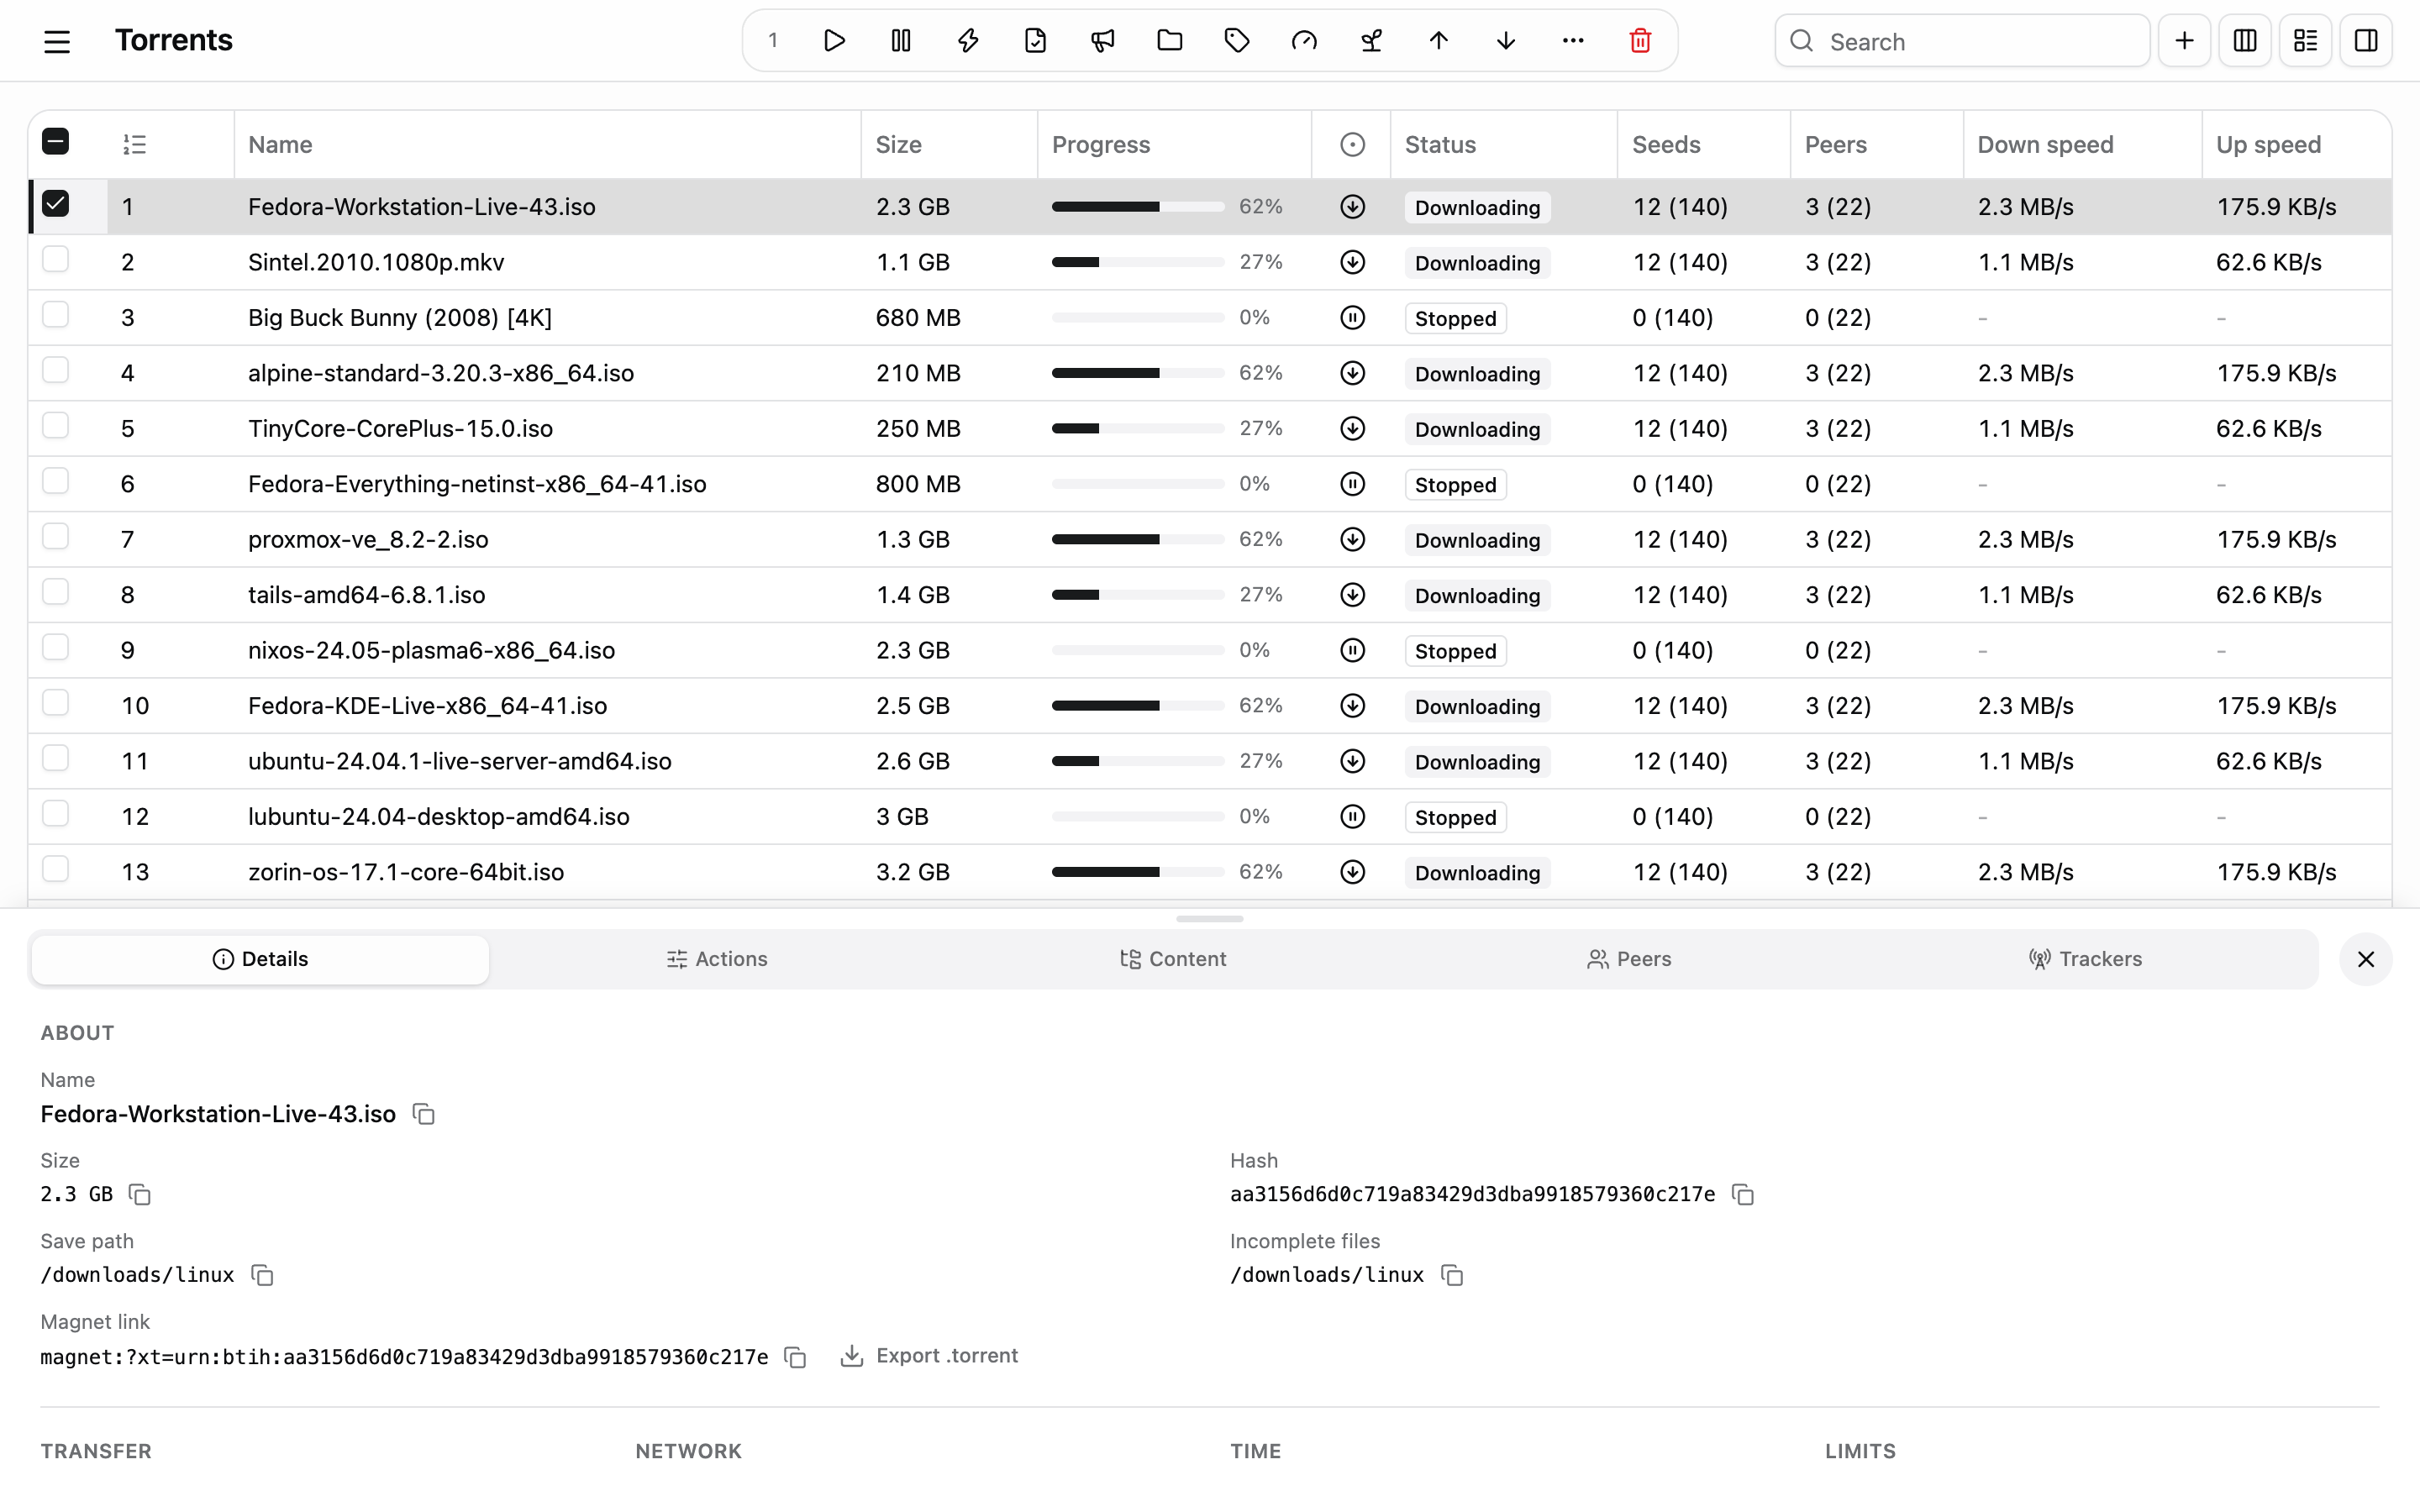 Torrents
1
Search
Name Size Progress Status Seeds Peers Down speed Up speed
1 Fedora-Workstation-Live-43.iso 2.3 GB 62% Downloading 12 (140) 3 (22) 2.3 MB/s 175.9 KB/s
2 Sintel.2010.1080p.mkv 1.1 GB 27% Downloading 12 (140) 3 (22) 1.1 MB/s 62.6 KB/s
3 Big Buck Bunny (2008) [4K] 680 MB 0% Stopped 0 (140) 0 (22) - -
4 alpine-standard-3.20.3-x86_64.iso 210 MB 62% Downloading 12 (140) 3 (22) 2.3 MB/s 175.9 KB/s
5 TinyCore-CorePlus-15.0.iso 250 MB 27% Downloading 12 (140) 3 (22) 1.1 MB/s 62.6 KB/s
6 Fedora-Everything-netinst-x86_64-41.iso 800 MB 0% Stopped 0 (140) 0 (22) - -
7 proxmox-ve_8.2-2.iso 1.3 GB 62% Downloading 12 (140) 3 (22) 2.3 MB/s 175.9 KB/s
8 tails-amd64-6.8.1.iso 1.4 GB 27% Downloading 12 (140) 3 (22) 1.1 MB/s 62.6 KB/s
9 nixos-24.05-plasma6-x86_64.iso 2.3 GB 0% Stopped 0 (140) 0 (22) - -
10 Fedora-KDE-Live-x86_64-41.iso 2.5 GB 62% Downloading 12 (140) 3 (22) 2.3 MB/s 175.9 KB/s
11 ubuntu-24.04.1-live-server-amd64.iso 2.6 GB 27% Downloading 12 (140) 3 (22) 1.1 MB/s 62.6 KB/s
12 lubuntu-24.04-desktop-amd64.iso 3 GB 0% Stopped 0 (140) 0 (22) - -
13 zorin-os-17.1-core-64bit.iso 3.2 GB 62% Downloading 12 (140) 3 (22) 2.3 MB/s 175.9 KB/s
Details Actions Content Peers Trackers
ABOUT
Name
Fedora-Workstation-Live-43.iso
Size Hash
2.3 GB aa3156d6d0c719a83429d3dba9918579360c217e
Save path Incomplete files
/downloads/linux /downloads/linux
Magnet link
magnet:?xt=urn:btih:aa3156d6d0c719a83429d3dba9918579360c217e Export .torrent
TRANSFER NETWORK TIME LIMITS